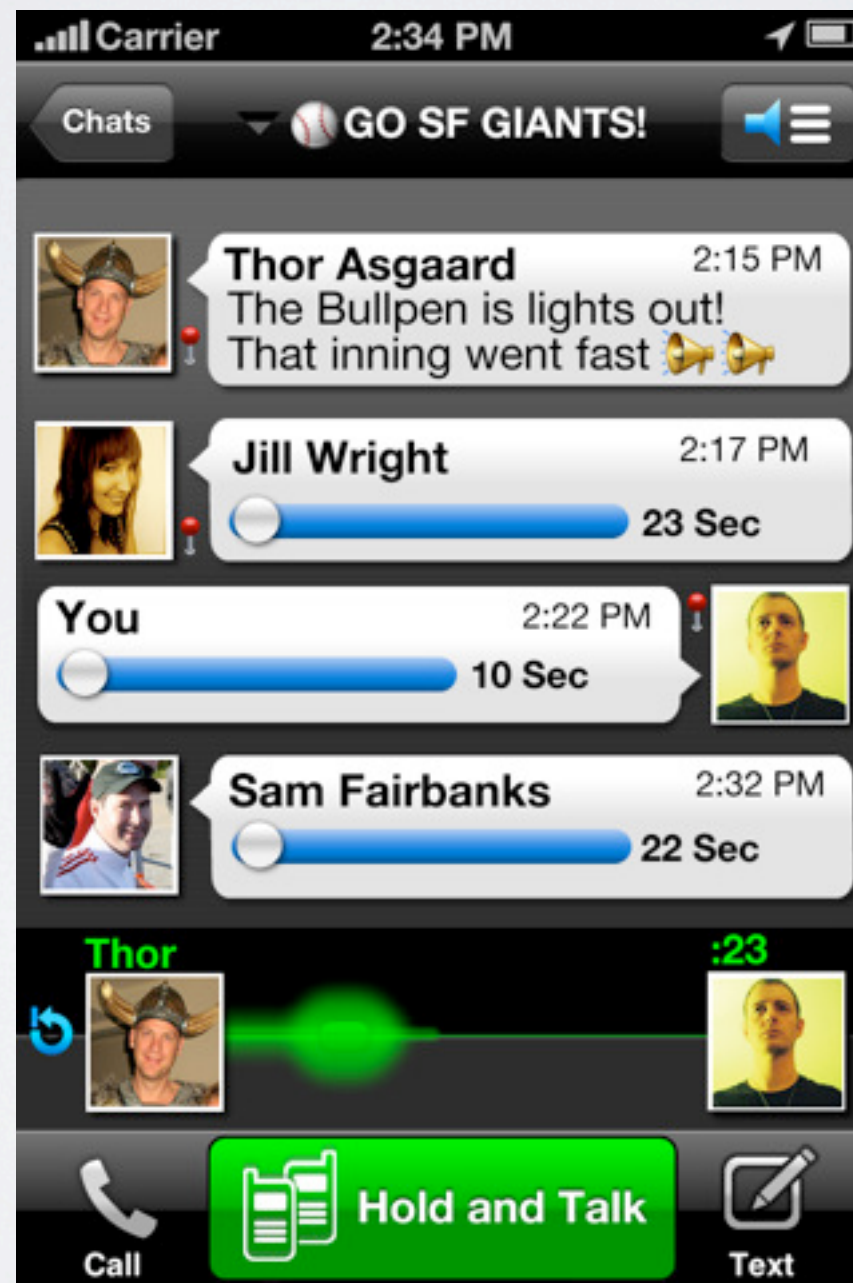 Carrier 2:34 PM
Chats GO SF GIANTS!
Thor Asgaard 2:15 PM
The Bullpen is lights out!
That inning went fast
Jill Wright 2:17 PM
23 Sec
You 2:22 PM
10 Sec
Sam Fairbanks 2:32 PM
22 Sec
Thor :23
Hold and Talk
Call Text